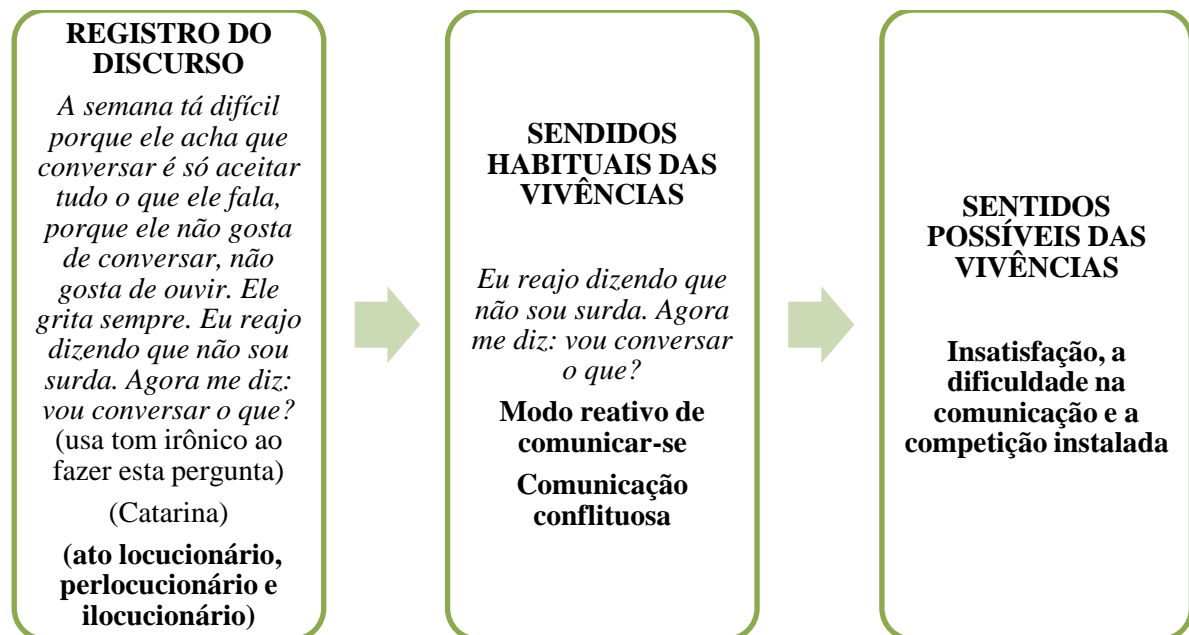 REGISTRO DO
DISCURSO
A semana tá difícil
porque ele acha que
conversar é só aceitar
tudo o que ele fala,
porque ele não gosta
de conversar, não
gosta de ouvir. Ele
grita sempre. Eu reajo
dizendo que não sou
surda. Agora me diz:
vou conversar o que?
(usa tom irônico ao
fazer esta pergunta)
(Catarina)
(ato locucionário,
perlocucionário e
ilocucionário)
SENDIDOS
HABITUAIS DAS
VIVÊNCIAS
Eu reajo dizendo que
não sou surda. Agora
me diz: vou conversar
o que?
Modo reativo de
comunicar-se
Comunicação
conflituosa
SENTIDOS
POSSÍVEIS DAS
VIVÊNCIAS
Insatisfação, a
dificuldade na
comunicação e a
competição instalada